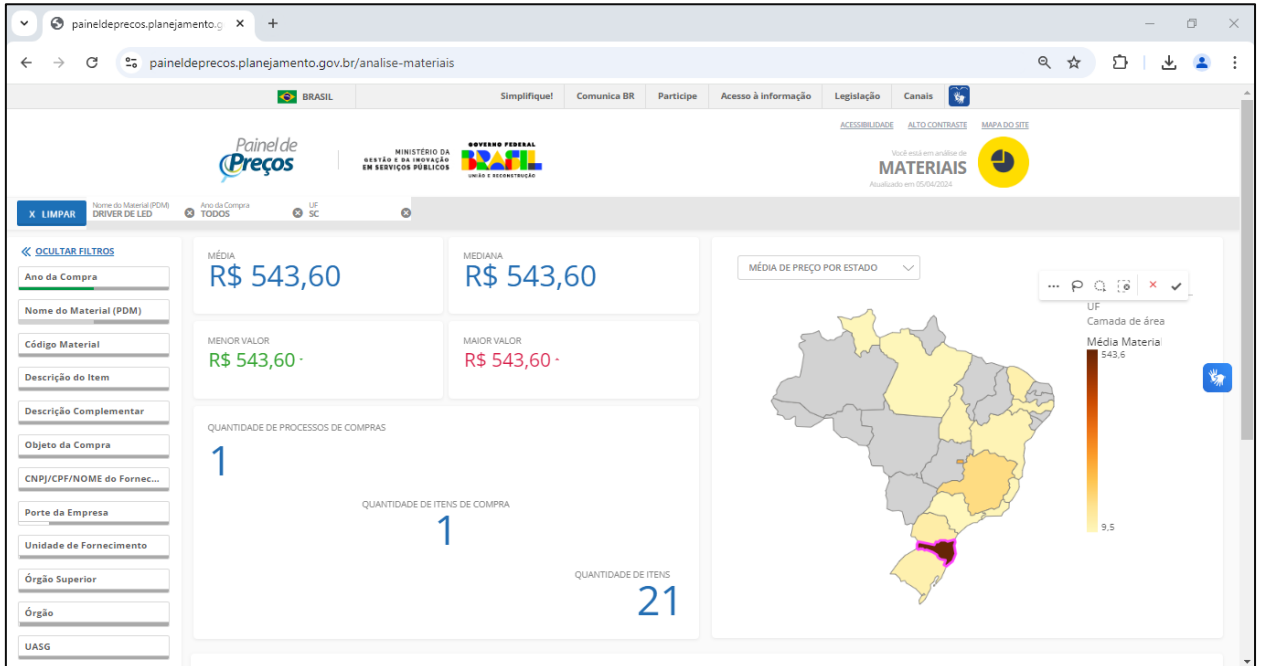 paineldeprecos.planejamento.g
paineldeprecos.planejamento.gov.br/analise-materiais
BRASIL
Simplifique!
Comunica BR
Participe
Acesso à informação
Legislação
Canais
ACESSIBILIDADE
ALTO CONTRASTE
MAPA DO SITE
Painel de
Preços
MINISTÉRIO DA
GESTÃO E DA INOVAÇÃO
EM SERVIÇOS PÚBLICOS
GOVERNO FEDERAL
BRASIL
UNIÃO E RECONSTRUÇÃO
Você está em análise de
MATERIAIS
Atualizado em 05/04/2024
X LIMPAR
Nome do Material (PDM)
DRIVER DE LED
Ano da Compra
TODOS
UF
SC
OCULTAR FILTROS
Ano da Compra
Nome do Material (PDM)
Código Material
Descrição do Item
Descrição Complementar
Objeto da Compra
CNPJ/CPF/NOME do Fornec...
Porte da Empresa
Unidade de Fornecimento
Órgão Superior
Órgão
UASG
MÉDIA
R$ 543,60
MEDIANA
R$ 543,60
MENOR VALOR
R$ 543,60 -
MAIOR VALOR
R$ 543,60 -
QUANTIDADE DE PROCESSOS DE COMPRAS
1
QUANTIDADE DE ITENS DE COMPRA
1
QUANTIDADE DE ITENS
21
MÉDIA DE PREÇO POR ESTADO
UF
Camada de área
Média Material
543,6
9,5